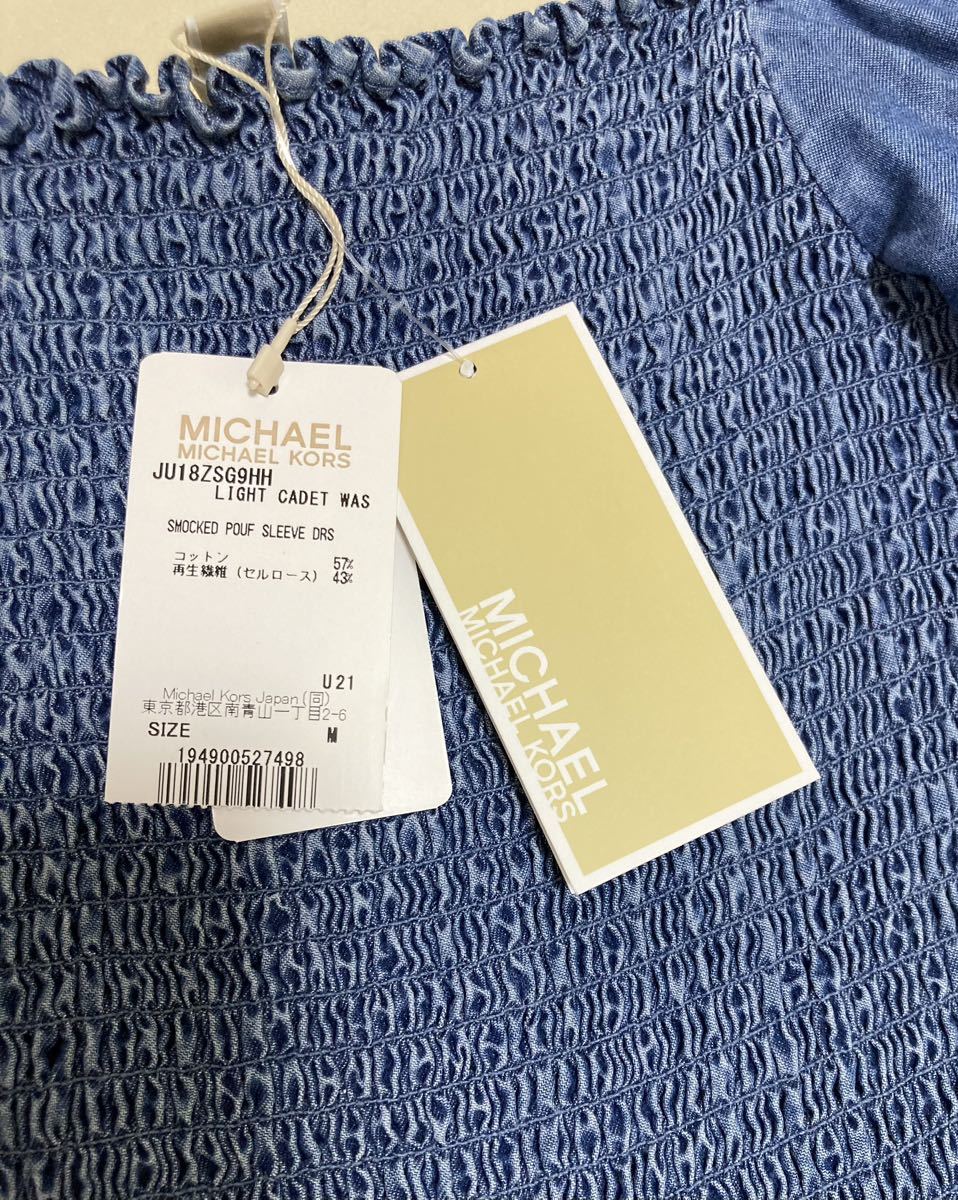 MICHAEL
MICHAEL KORS
JU18ZSG9HH
LIGHT CADET WAS
SMOCKED POUF SLEEVE DRS
コットン 57%
再生繊維(セルロース) 43%
U21
Michael Kors Japan (同)
東京都港区南青山一丁目2-6
SIZE M
194900527498
MICHAEL
MICHAEL KORS